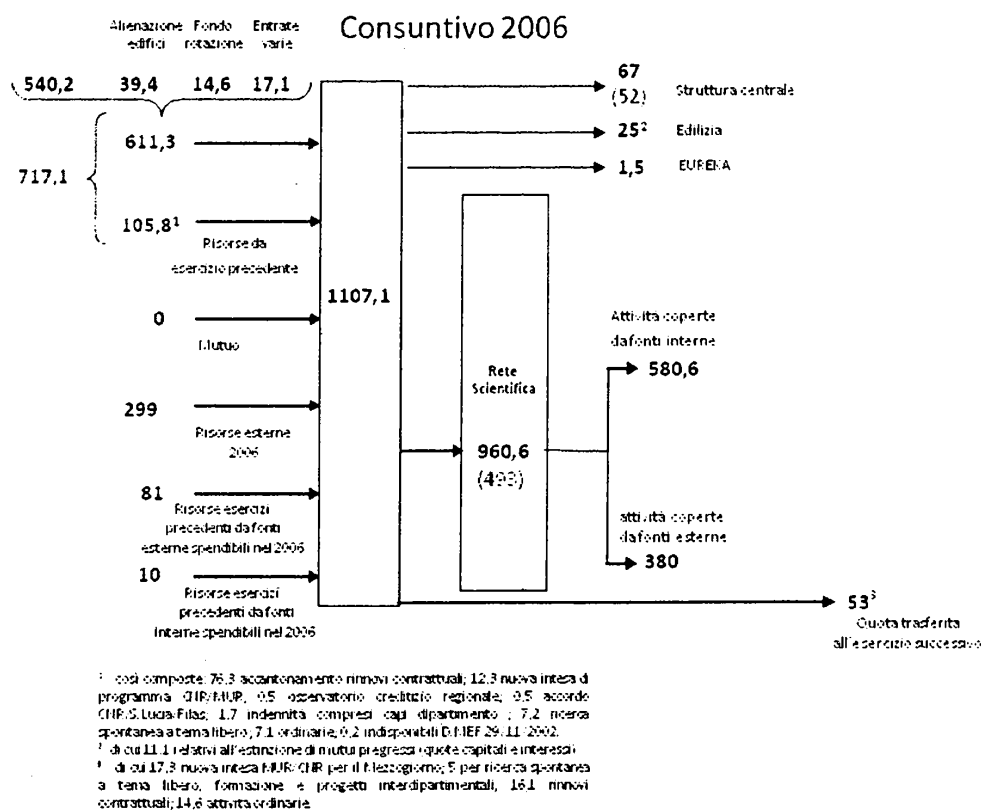 Consuntivo 2006
Alienazione edifici
Fondo rotazione
Entrate varie
540,2 39,4 14,6 17,1
611,3
717,1
105,8¹
Risorse da
esercizio precedente
0
Mutuo
299
Risorse esterne
2006
81
Risorse esercizi
precedenti da fonti
esterne spendibili nel 2006
10
Risorse esercizi
precedenti da fonti
interne spendibili nel 2006
1107,1
67
(52)
Struttura centrale
25² Edilizia
1,5 EUREKA
Rete
Scientifica
960,6
(493)
Attività coperte
da fonti interne
580,6
attività coperte
da fonti esterne
380
53³
Quota trasferita
all'esercizio successivo
¹ così composte: 76,3 accantonamento rinnovi contrattuali; 12,3 nuova intesa di
programma CNR/MUR, 0,5 osservatorio creditizio regionale; 0,5 accordo
CNR/S.Lucia/Filas; 1,7 indennità compresi capi dipartimento ; 7,2 ricerca
spontanea a tema libero; 7,1 ordinarie; 0,2 indisponibili D.MEF 29/11/2002.
² di cui 11,1 relativi all'estinzione di mutui pregressi (quote capitali e interessi)
³ di cui 17,3 nuova intesa MUR/CNR per il Mezzogiorno; 5 per ricerca spontanea
a tema libero, formazione e progetti interdipartimentali, 16,1 rinnovi
contrattuali; 14,6 attività ordinarie